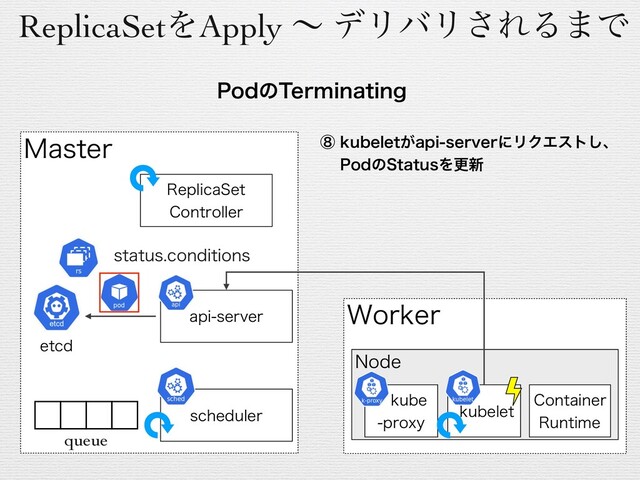 ReplicaSetをApply 〜 デリバリされるまで
PodのTerminating
⑧ kubeletがapi-serverにリクエストし、
PodのStatusを更新
Master
ReplicaSet
Controller
rs
status.conditions
pod
api
etcd
api-server
etcd
sched
scheduler
queue
Worker
Node
k-proxy
kube
-proxy
kubelet
kubelet
Container
Runtime